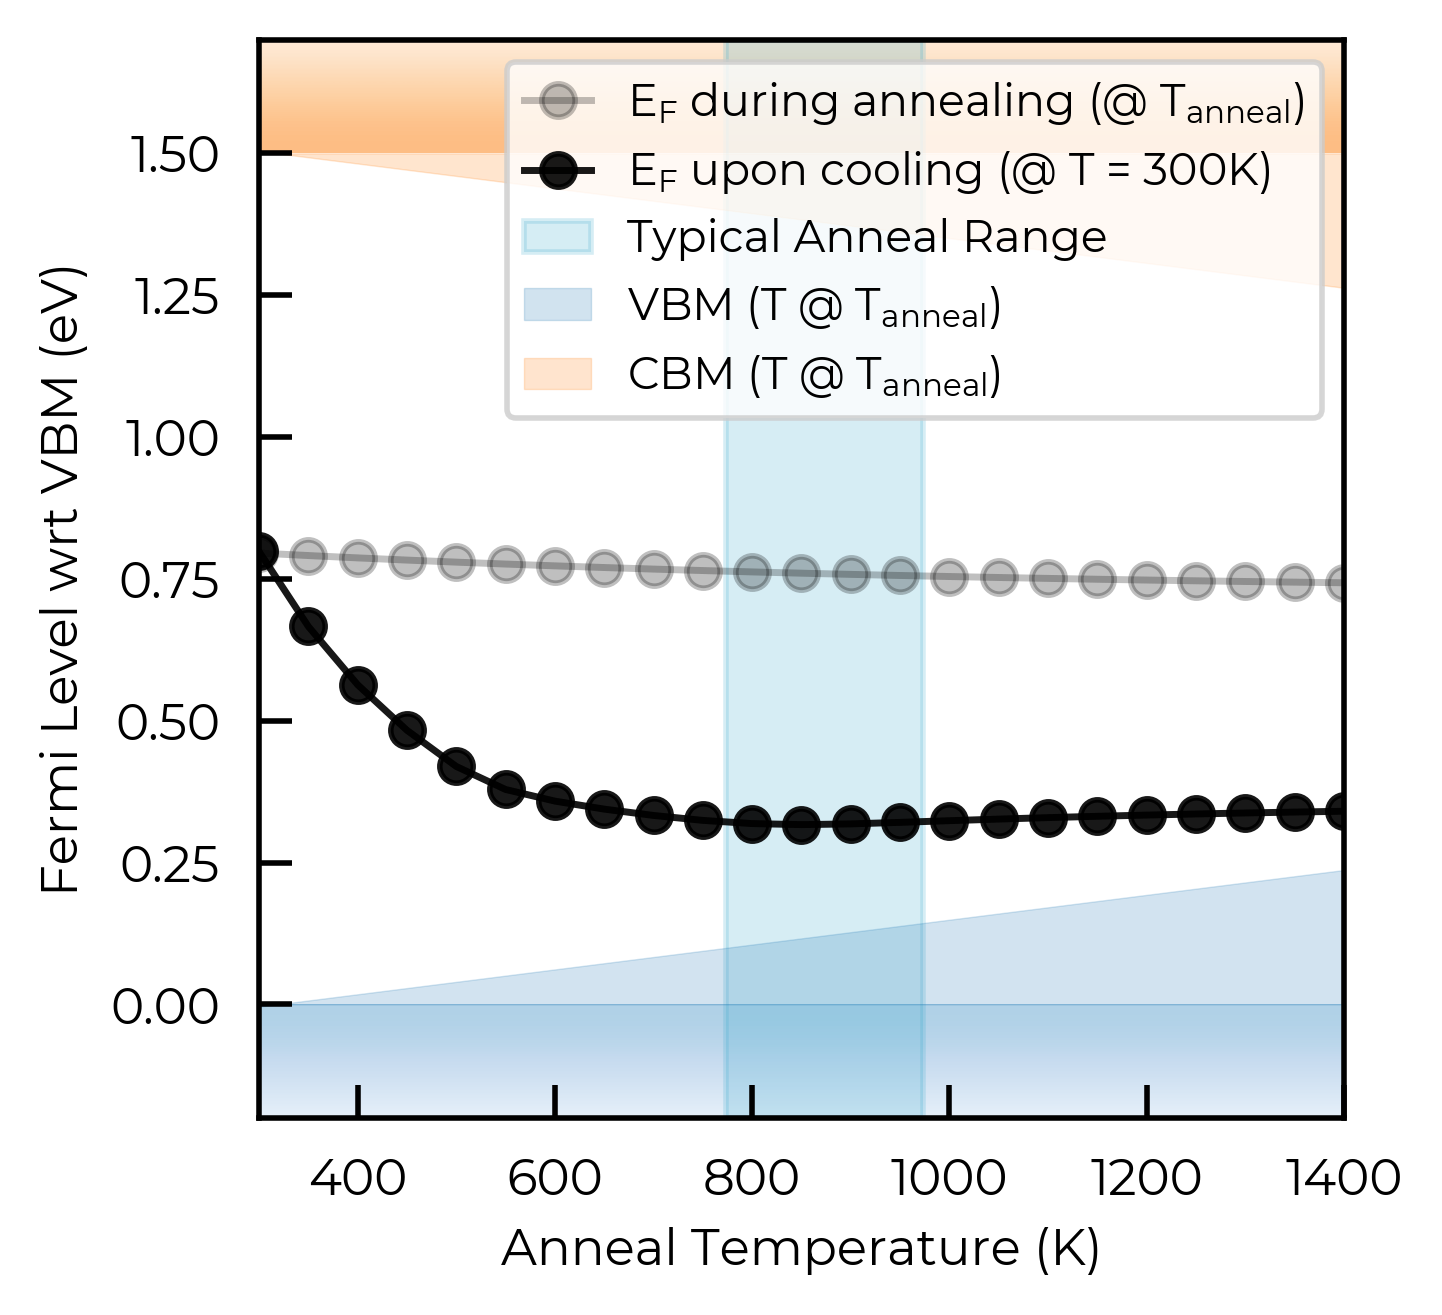 E_F during annealing (@ T_anneal)
E_F upon cooling (@ T = 300K)
Typical Anneal Range
VBM (T @ T_anneal)
CBM (T @ T_anneal)
1.50
1.25
1.00
0.75
0.50
0.25
0.00
Fermi Level wrt VBM (eV)
400 600 800 1000 1200 1400
Anneal Temperature (K)